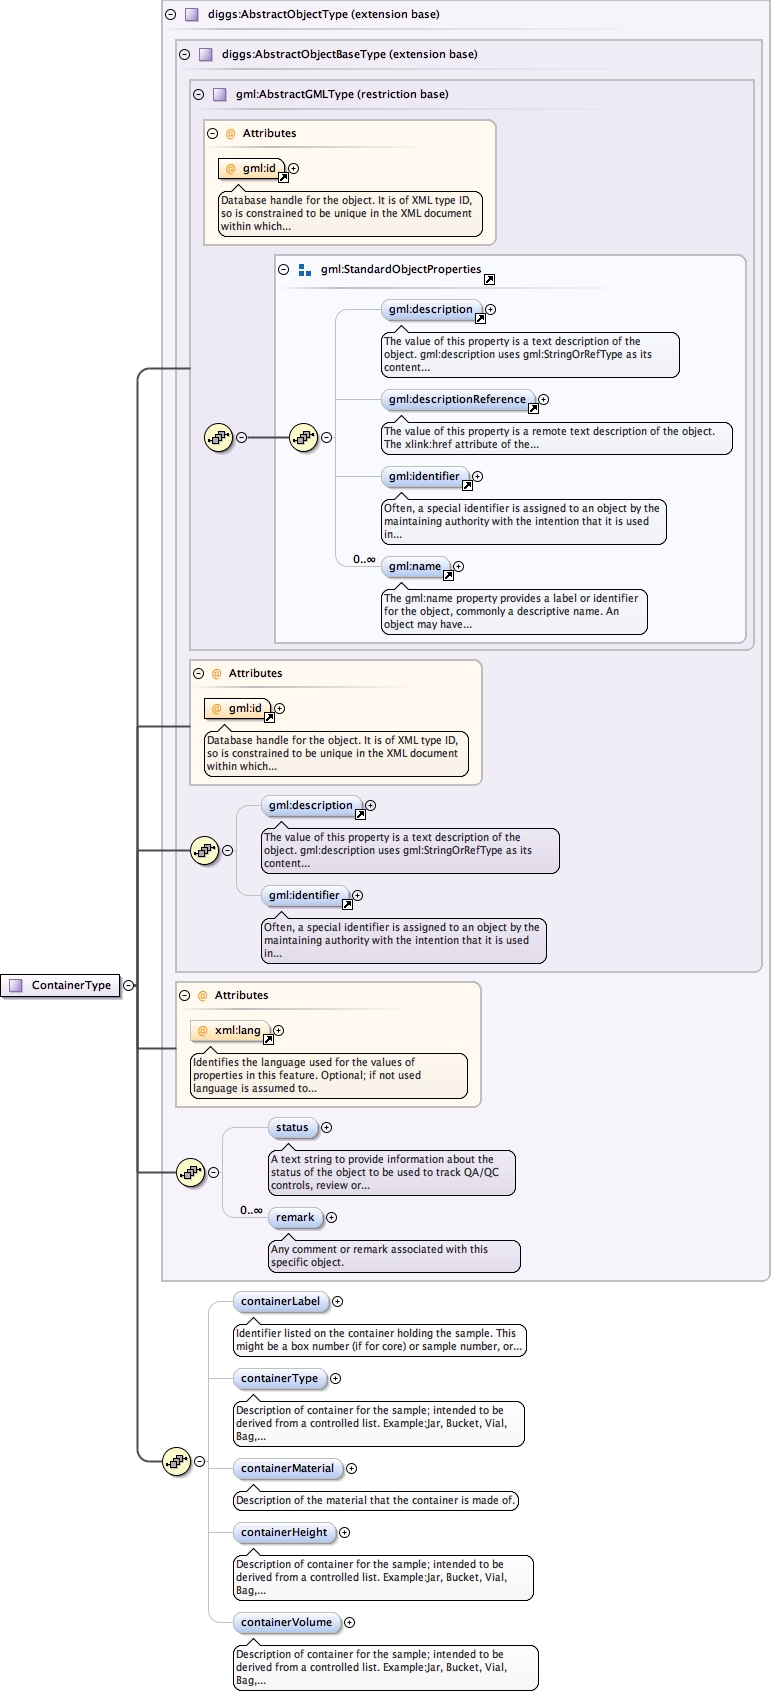 diggs:AbstractObjectType (extension base)
diggs:AbstractObjectBaseType (extension base)
gml:AbstractGMLType (restriction base)
@ Attributes
@ gml:id
Database handle for the object. It is of XML type ID,
so is constrained to be unique in the XML document
within which...
gml:StandardObjectProperties
gml:description
The value of this property is a text description of the
object. gml:description uses gml:StringOrRefType as its
content...
gml:descriptionReference
The value of this property is a remote text description of the object.
The xlink:href attribute of the...
gml:identifier
Often, a special identifier is assigned to an object by the
maintaining authority with the intention that it is used
in...
0..∞
gml:name
The gml:name property provides a label or identifier
for the object, commonly a descriptive name. An
object may have...
@ Attributes
@ gml:id
Database handle for the object. It is of XML type ID,
so is constrained to be unique in the XML document
within which...
gml:description
The value of this property is a text description of the
object. gml:description uses gml:StringOrRefType as its
content...
gml:identifier
Often, a special identifier is assigned to an object by the
maintaining authority with the intention that it is used
in...
ContainerType
@ Attributes
@ xml:lang
Identifies the language used for the values of
properties in this feature. Optional; if not used
language is assumed to...
status
A text string to provide information about the
status of the object to be used to track QA/QC
controls, review or...
0..∞
remark
Any comment or remark associated with this
specific object.
containerLabel
Identifier listed on the container holding the sample. This
might be a box number (if for core) or sample number, or...
containerType
Description of container for the sample; intended to be
derived from a controlled list. Example:Jar, Bucket, Vial,
Bag,...
containerMaterial
Description of the material that the container is made of.
containerHeight
Description of container for the sample; intended to be
derived from a controlled list. Example:Jar, Bucket, Vial,
Bag,...
containerVolume
Description of container for the sample; intended to be
derived from a controlled list. Example:Jar, Bucket, Vial,
Bag,...